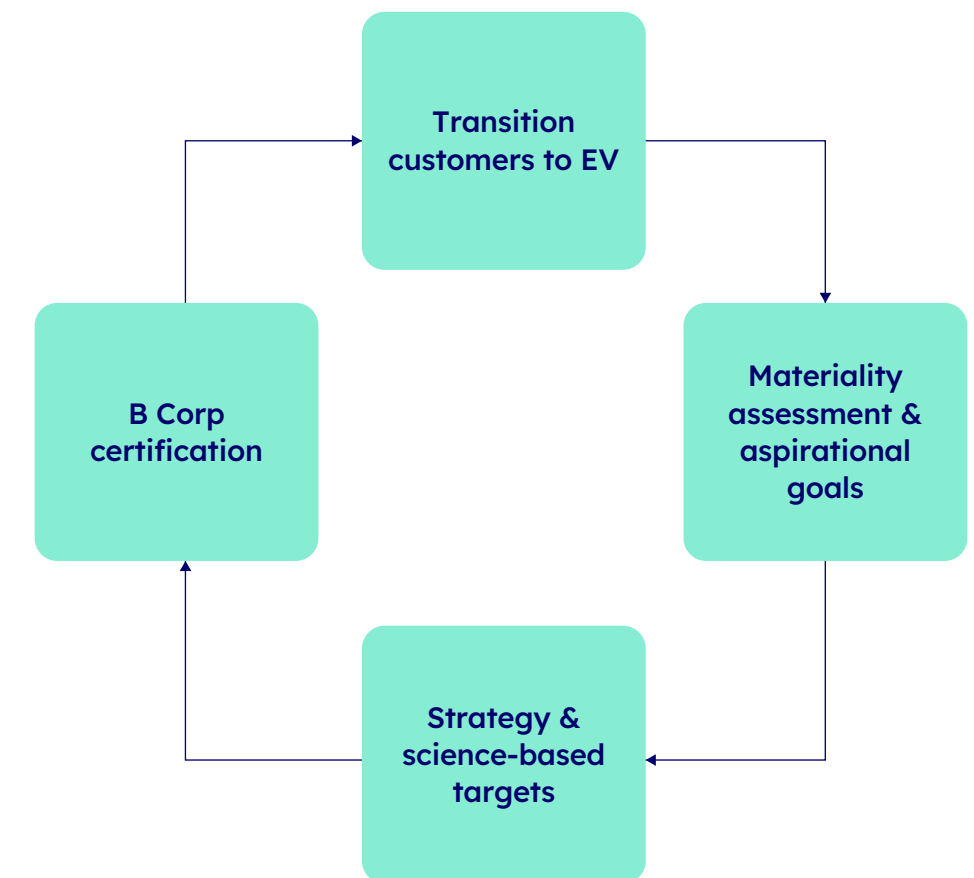 Transition
customers to EV
Materiality
assessment &
aspirational
goals
B Corp
certification
Strategy &
science-based
targets